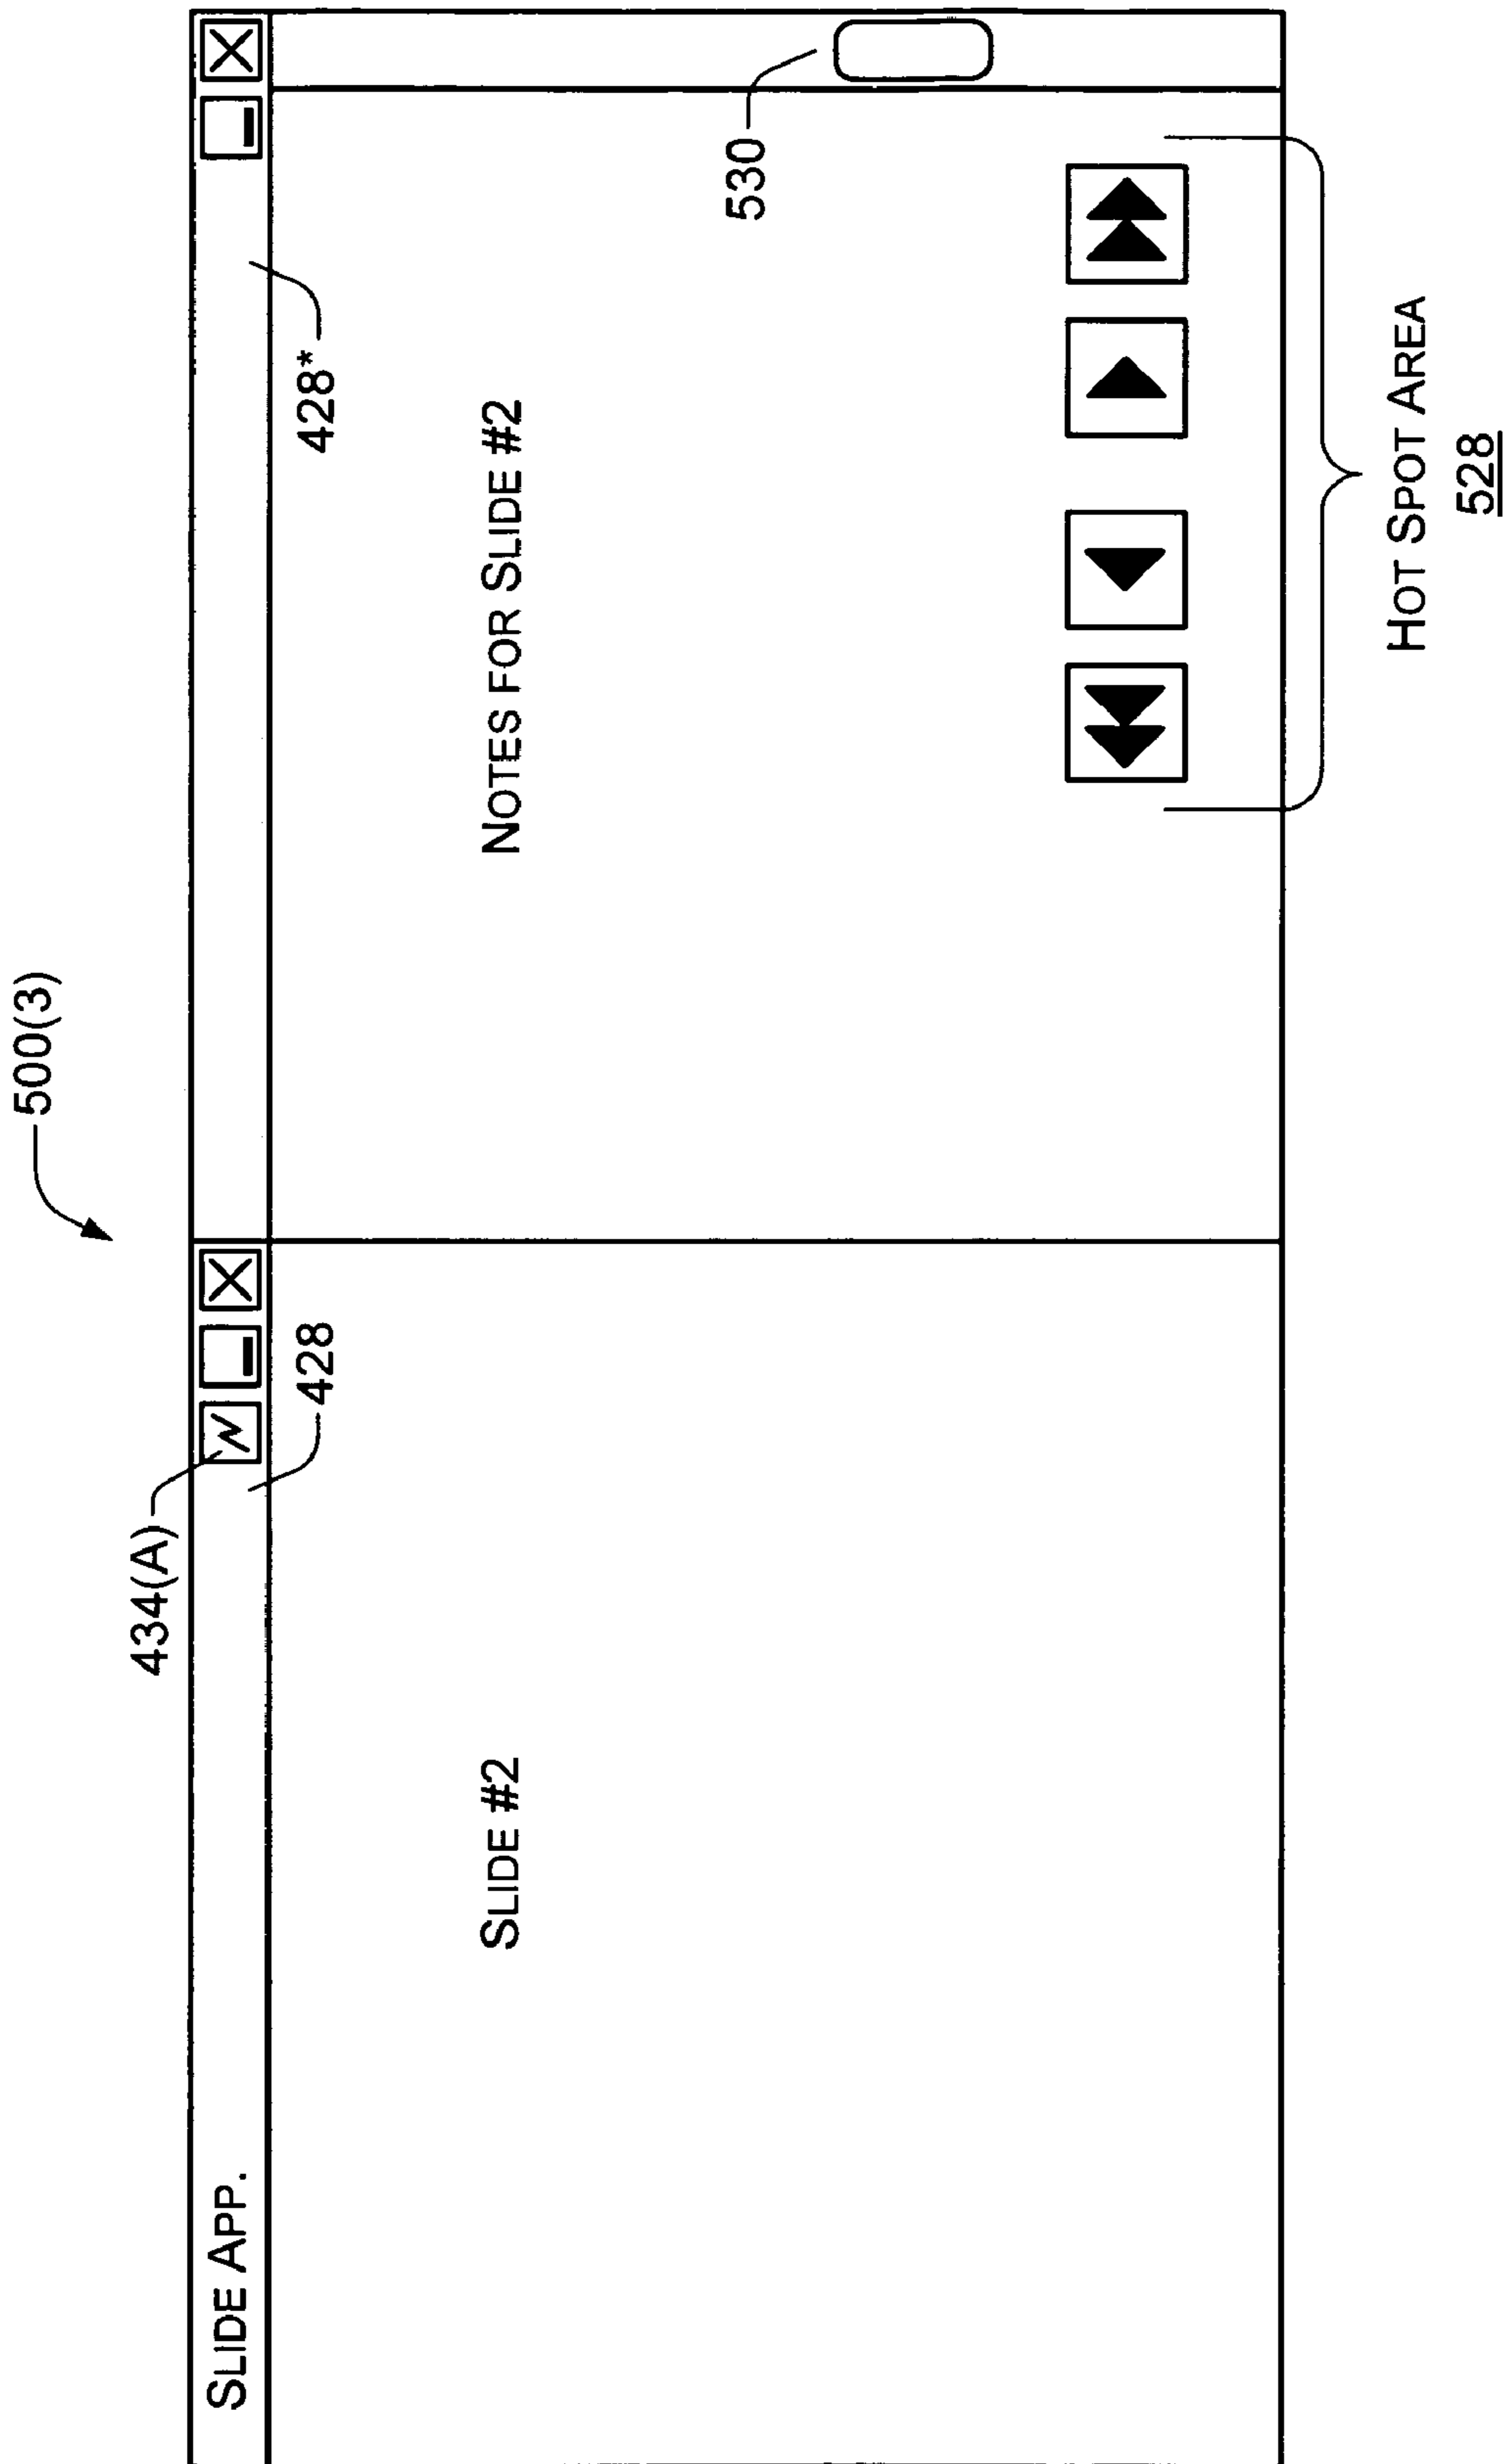 500(3)
434(A)
SLIDE APP.
428
428*
SLIDE #2
NOTES FOR SLIDE #2
530
HOT SPOT AREA
528